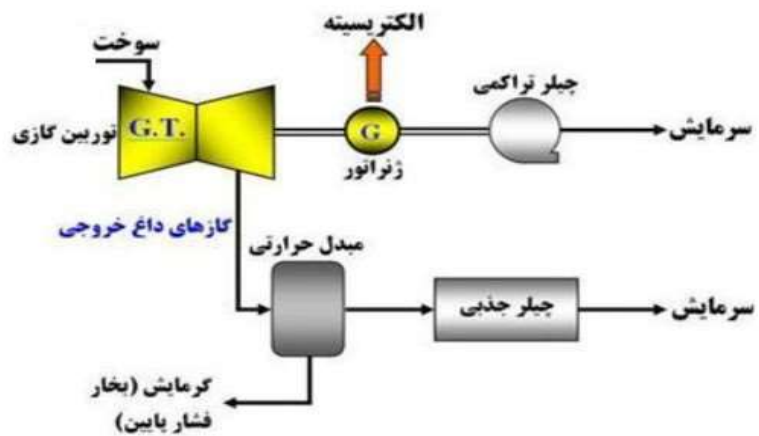 الکتریسیته
سوخت
چیلر تراکمی
G.T.
توربین گازی
G
سرمایش
ژنراتور
گازهای داغ خروجی
مبدل حرارتی
چیلر جذبی
سرمایش
گرمایش (بخار
فشار پایین)